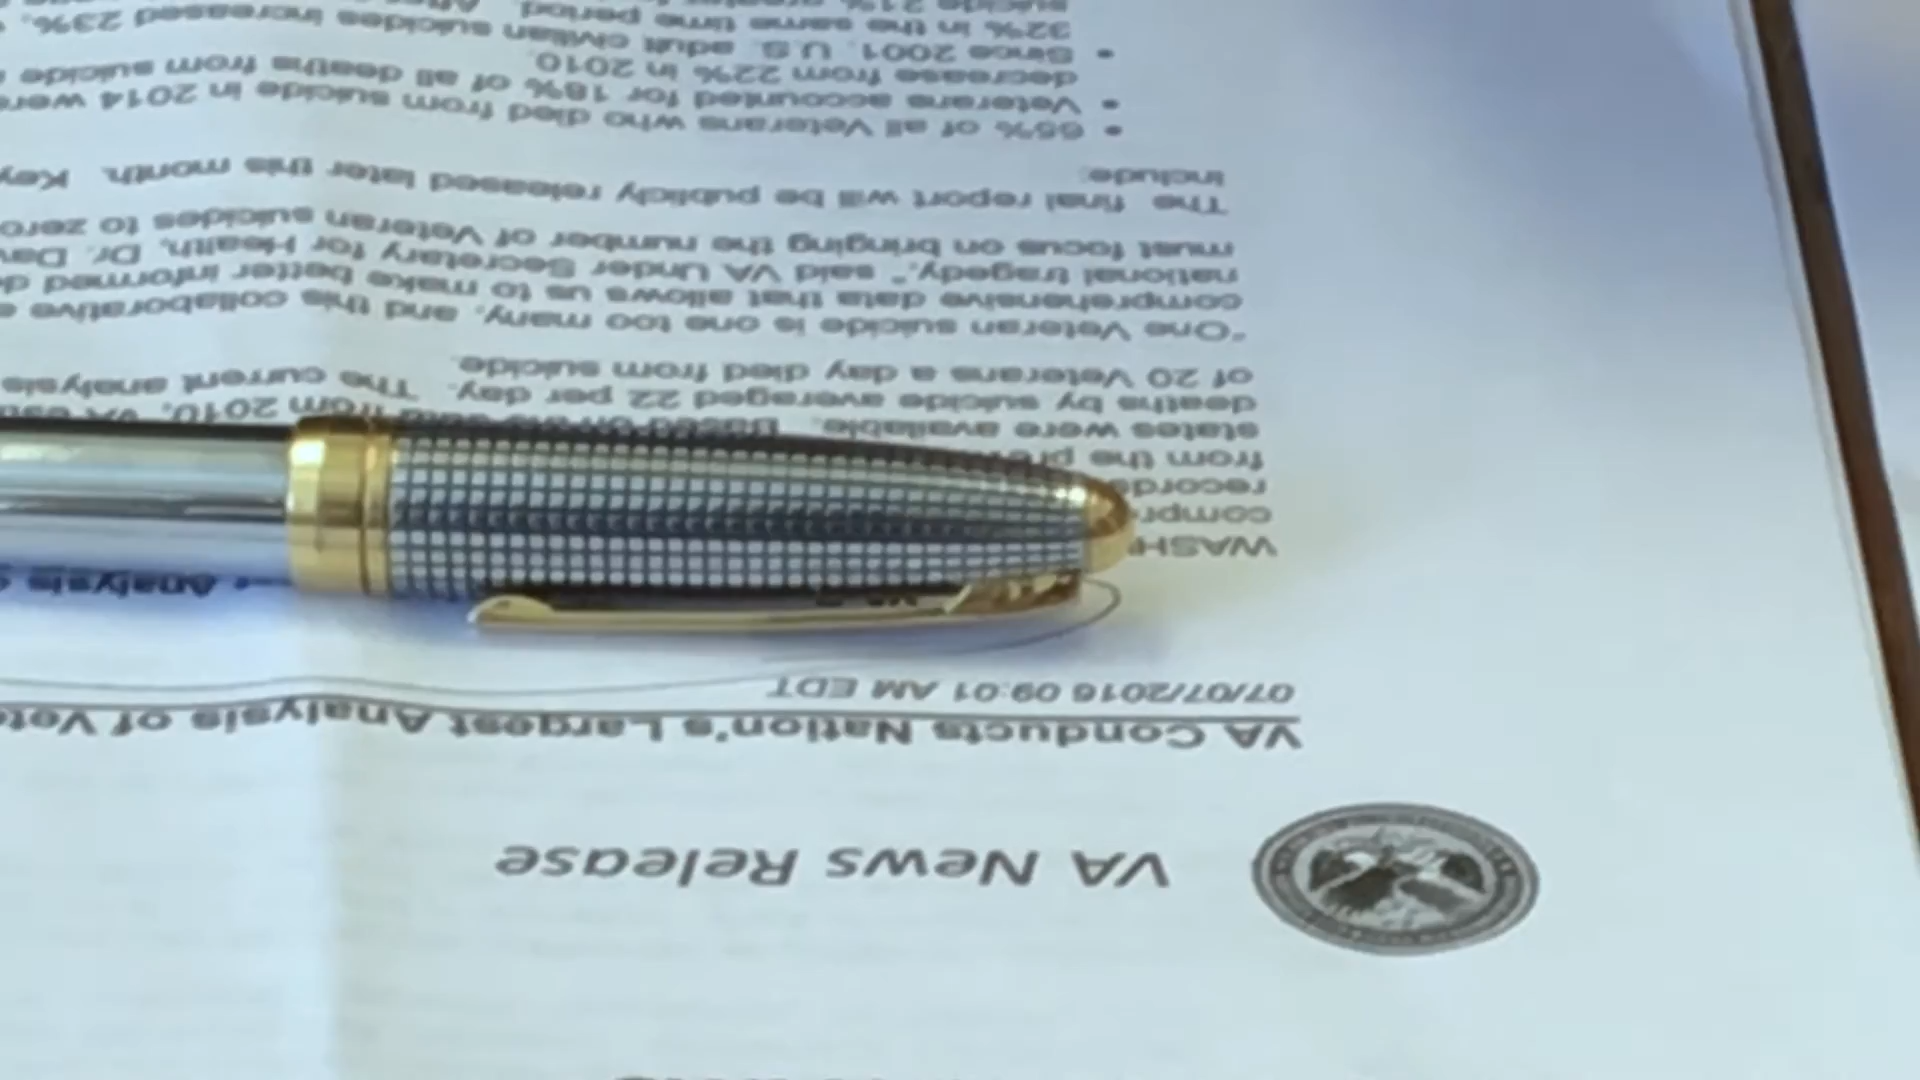 VA News Release
VA Conducts Nation's Largest Analysis of Vete
07/07/2016 09:01 AM EDT
Analysis
WASH
compr
records
from the pre
states were available. Based on the data from 2010, VA est
deaths by suicide averaged 22 per day. The current analysis
of 20 Veterans a day died from suicide.
"One Veteran suicide is one too many, and this collaborative e
comprehensive data that allows us to make better informed d
national tragedy," said VA Under Secretary for Health, Dr. Dav
must focus on bringing the number of Veteran suicides to zero
The final report will be publicly released later this month. Key
include:
• 65% of all Veterans who died from suicide in 2014 were
• Veterans accounted for 18% of all deaths from suicide
decrease from 22% in 2010.
• Since 2001, U.S. adult civilian suicides increased 23%,
32% in the same time period. After
suicide 21% greater